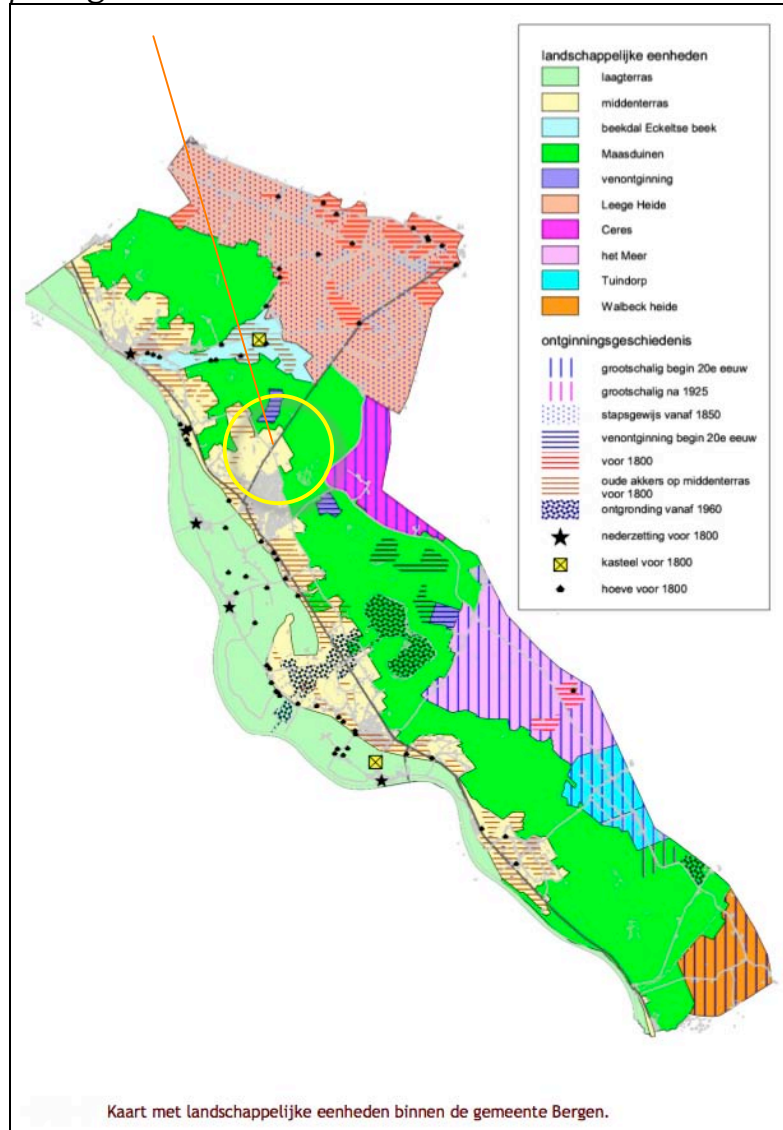 landschappelijke eenheden
laagterras
middenterras
beekdal Eckeltse beek
Maasduinen
venontginning
Leege Heide
Ceres
het Meer
Tuindorp
Walbeck heide
ontginningsgeschiedenis
grootschalig begin 20e eeuw
grootschalig na 1925
stapsgewijs vanaf 1850
venontginning begin 20e eeuw
voor 1800
oude akkers op middenterras
voor 1800
ontgronding vanaf 1960
nederzetting voor 1800
kasteel voor 1800
hoeve voor 1800
Kaart met landschappelijke eenheden binnen de gemeente Bergen.